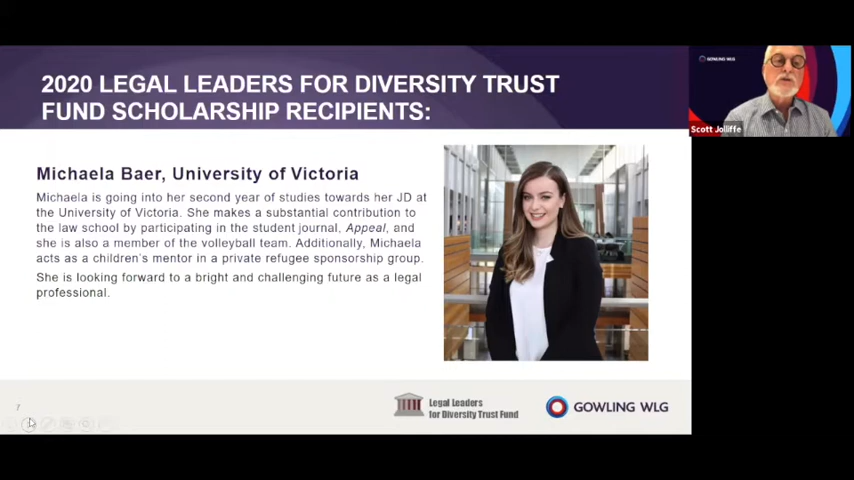 2020 LEGAL LEADERS FOR DIVERSITY TRUST
FUND SCHOLARSHIP RECIPIENTS:
GOWLING WLG
Scott Jolliffe
Michaela Baer, University of Victoria
Michaela is going into her second year of studies towards her JD at
the University of Victoria. She makes a substantial contribution to
the law school by participating in the student journal, Appeal, and
she is also a member of the volleyball team. Additionally, Michaela
acts as a children's mentor in a private refugee sponsorship group.
She is looking forward to a bright and challenging future as a legal
professional.
7
Legal Leaders
for Diversity Trust Fund
GOWLING WLG